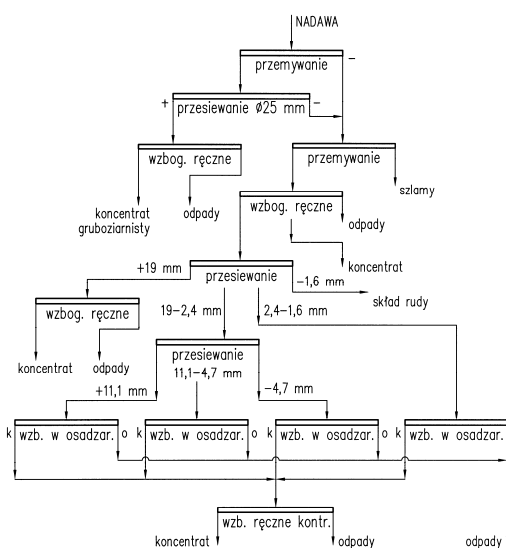 NADAWA
przemywanie –
+ przesiewanie Ø25 mm –
wzbog. ręczne
przemywanie
koncentrat
gruboziarnisty
odpady
szlamy
wzbog. ręczne
odpady
koncentrat
+19 mm
przesiewanie
–1,6 mm
skład rudy
wzbog. ręczne
19–2,4 mm
2,4–1,6 mm
koncentrat
odpady
przesiewanie
11,1–4,7 mm
+11,1 mm
–4,7 mm
k wzb. w osadzar. o
k wzb. w osadzar. o
k wzb. w osadzar. o
k wzb. w osadzar.
wzb. ręczne kontr.
koncentrat
odpady
odpady